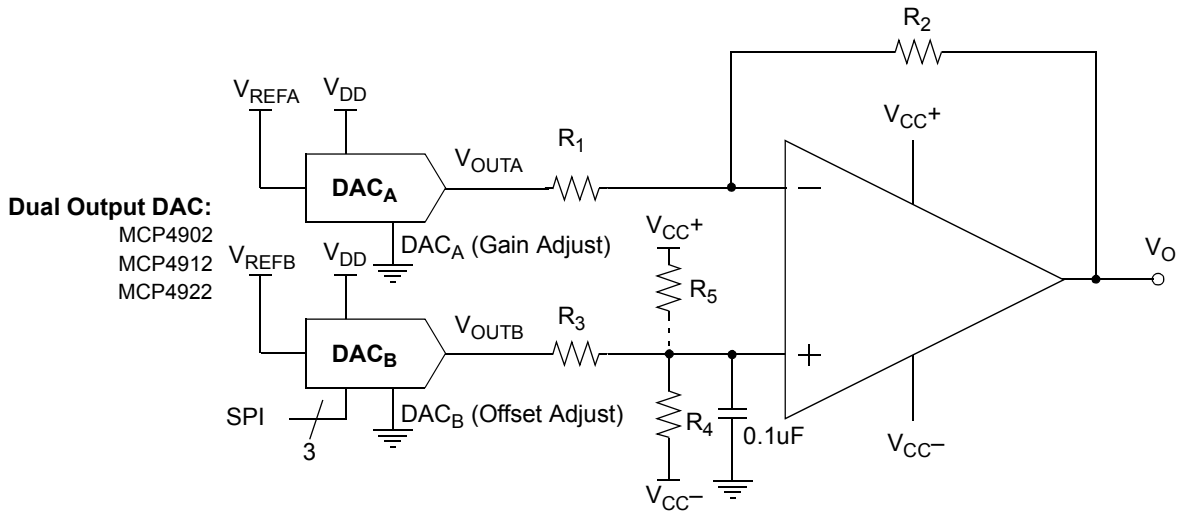 R2
VREFA
VDD
VCC+
R1
VOUTA
DACA
Dual Output DAC:
MCP4902
MCP4912
MCP4922
DACA (Gain Adjust)
VCC+
VREFB
VDD
VO
R5
R3
VOUTB
DACB
SPI
3
DACB (Offset Adjust)
R4
0.1uF
VCC–
VCC–